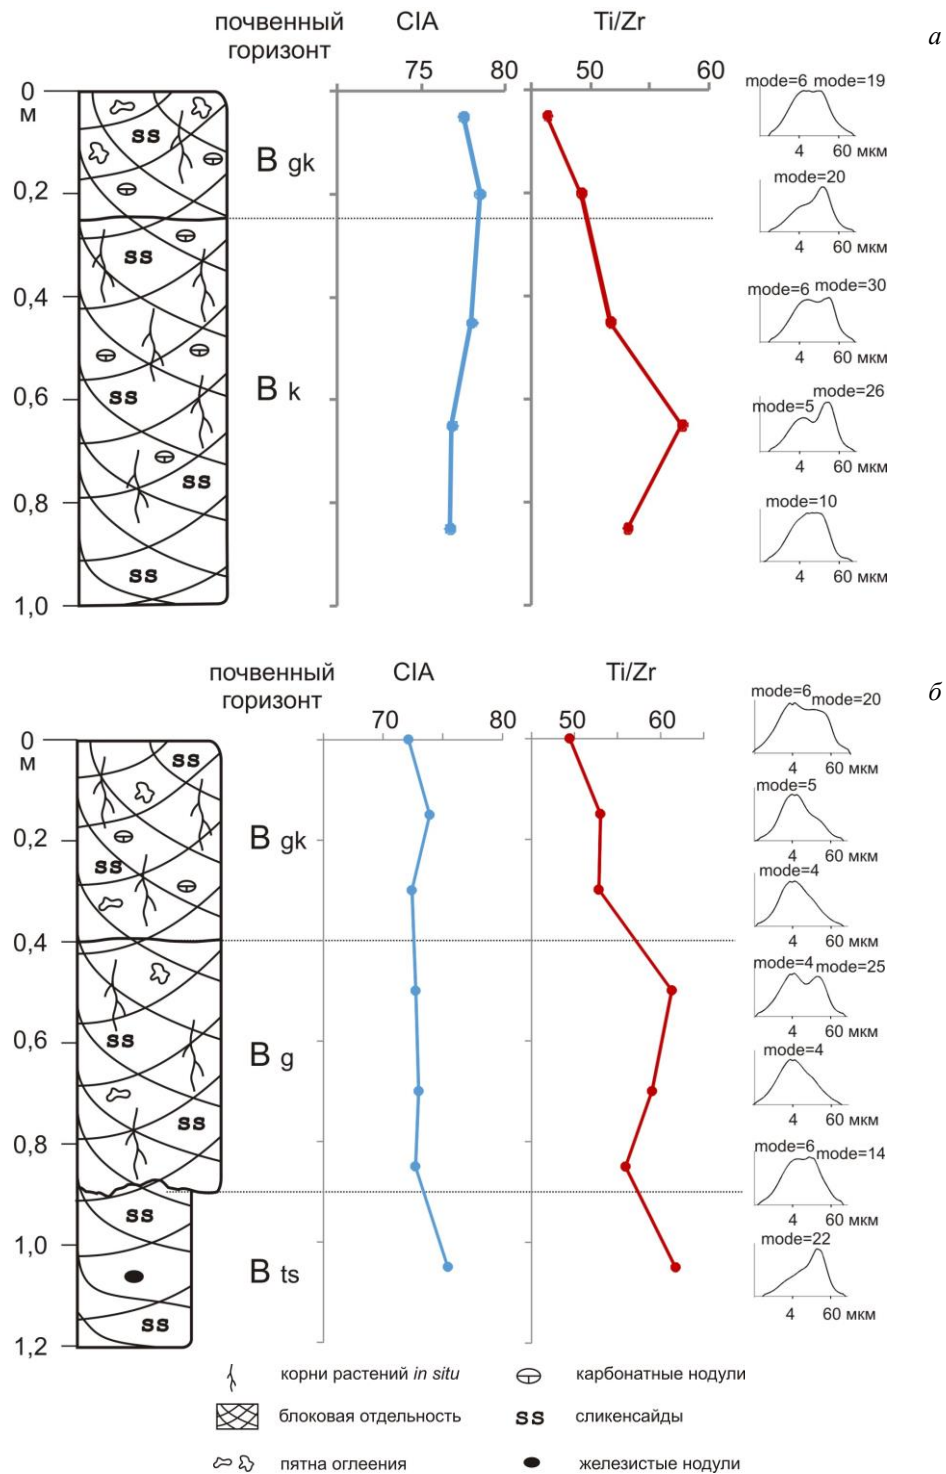 почвенный горизонт CIA Ti/Zr а
75 80 50 60
0
м
0,2
0,4
0,6
0,8
1,0
ss
ss
ss
ss
ss
B gk
B k
mode=6 mode=19
4 60 мкм
mode=20
4 60 мкм
mode=6 mode=30
4 60 мкм
mode=5 mode=26
4 60 мкм
mode=10
4 60 мкм
почвенный горизонт CIA Ti/Zr б
70 80 50 60
0
м
0,2
0,4
0,6
0,8
1,0
1,2
ss
ss
ss
ss
ss
ss
B gk
B g
B ts
mode=6 mode=20
4 60 мкм
mode=5
4 60 мкм
mode=4
4 60 мкм
mode=4 mode=25
4 60 мкм
mode=4
4 60 мкм
mode=6 mode=14
4 60 мкм
mode=22
4 60 мкм
корни растений in situ
карбонатные нодули
блоковая отдельность
ss сликенсайды
пятна оглеения
железистые нодули